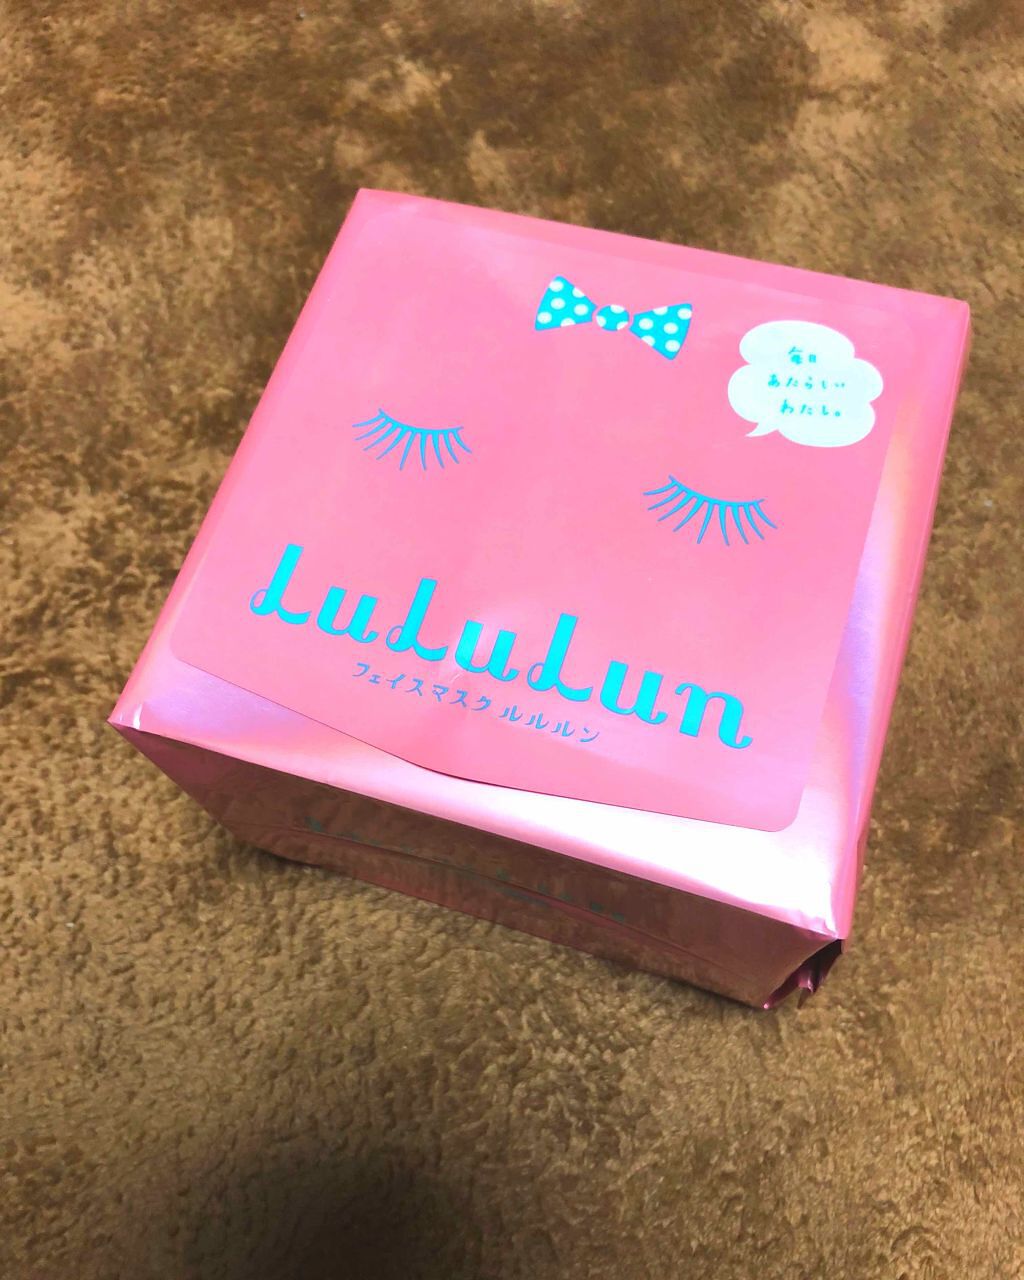 毎日
あたらしい
わたし。
LuLuLun
フェイスマスク ルルルン